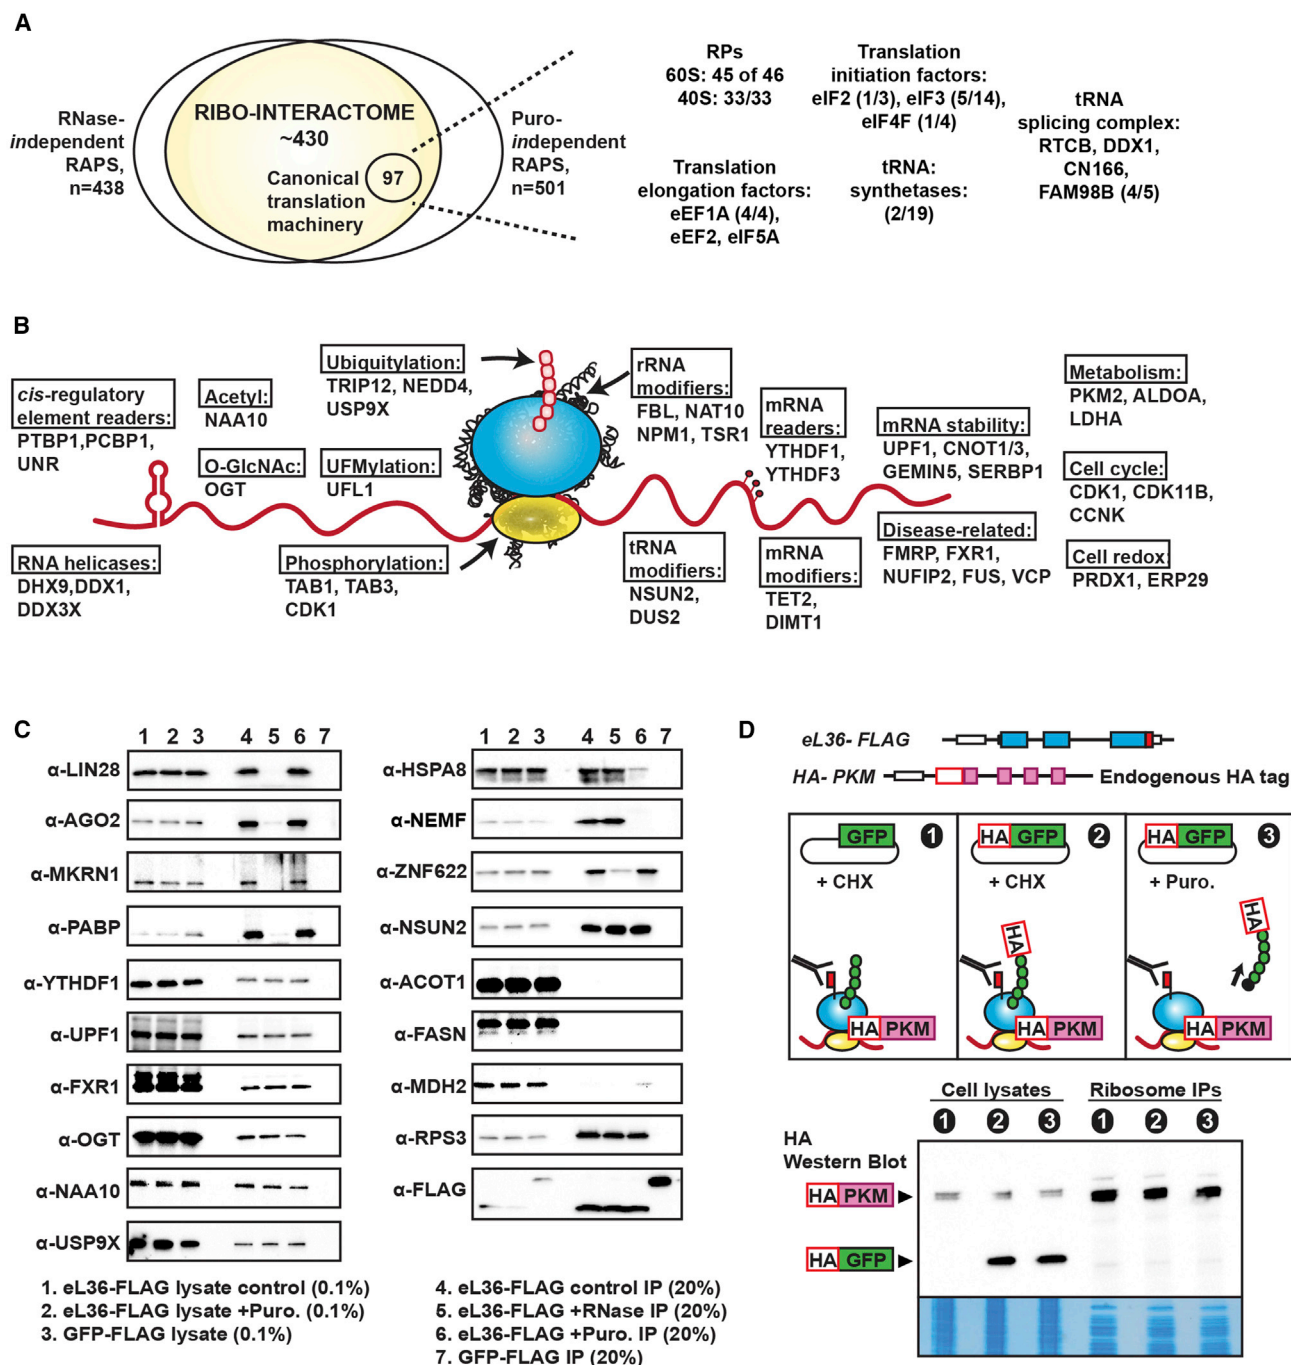 A
RNase-
independent
RAPS,
n=438
RIBO-INTERACTOME
~430
Canonical
translation
machinery
97
Puro-
independent
RAPS,
n=501
RPs
60S: 45 of 46
40S: 33/33
Translation
initiation factors:
eIF2 (1/3), eIF3 (5/14),
eIF4F (1/4)
Translation
elongation factors:
eEF1A (4/4),
eEF2, eIF5A
tRNA:
synthetases:
(2/19)
tRNA
splicing complex:
RTCB, DDX1,
CN166,
FAM98B (4/5)
B
cis-regulatory
element readers:
PTBP1,PCBP1,
UNR
Acetyl:
NAA10
O-GlcNAc:
OGT
Ubiquitylation:
TRIP12, NEDD4,
USP9X
UFMylation:
UFL1
RNA helicases:
DHX9,DDX1,
DDX3X
Phosphorylation:
TAB1, TAB3,
CDK1
rRNA
modifiers:
FBL, NAT10
NPM1, TSR1
mRNA
readers:
YTHDF1,
YTHDF3
mRNA stability:
UPF1, CNOT1/3,
GEMIN5, SERBP1
tRNA
modifiers:
NSUN2,
DUS2
mRNA
modifiers:
TET2,
DIMT1
Disease-related:
FMRP, FXR1,
NUFIP2, FUS, VCP
Metabolism:
PKM2, ALDOA,
LDHA
Cell cycle:
CDK1, CDK11B,
CCNK
Cell redox:
PRDX1, ERP29
C
1 2 3 4 5 6 7
α-LIN28
α-AGO2
α-MKRN1
α-PABP
α-YTHDF1
α-UPF1
α-FXR1
α-OGT
α-NAA10
α-USP9X
1 2 3 4 5 6 7
α-HSPA8
α-NEMF
α-ZNF622
α-NSUN2
α-ACOT1
α-FASN
α-MDH2
α-RPS3
α-FLAG
1. eL36-FLAG lysate control (0.1%)
2. eL36-FLAG lysate +Puro. (0.1%)
3. GFP-FLAG lysate (0.1%)
4. eL36-FLAG control IP (20%)
5. eL36-FLAG +RNase IP (20%)
6. eL36-FLAG +Puro. IP (20%)
7. GFP-FLAG IP (20%)
D
eL36- FLAG
HA- PKM
Endogenous HA tag
GFP 1
+ CHX
HA PKM
HA GFP 2
+ CHX
HA
HA PKM
HA GFP 3
+ Puro.
HA
HA PKM
Cell lysates
Ribosome IPs
1 2 3 1 2 3
HA
Western Blot
HA PKM
HA GFP